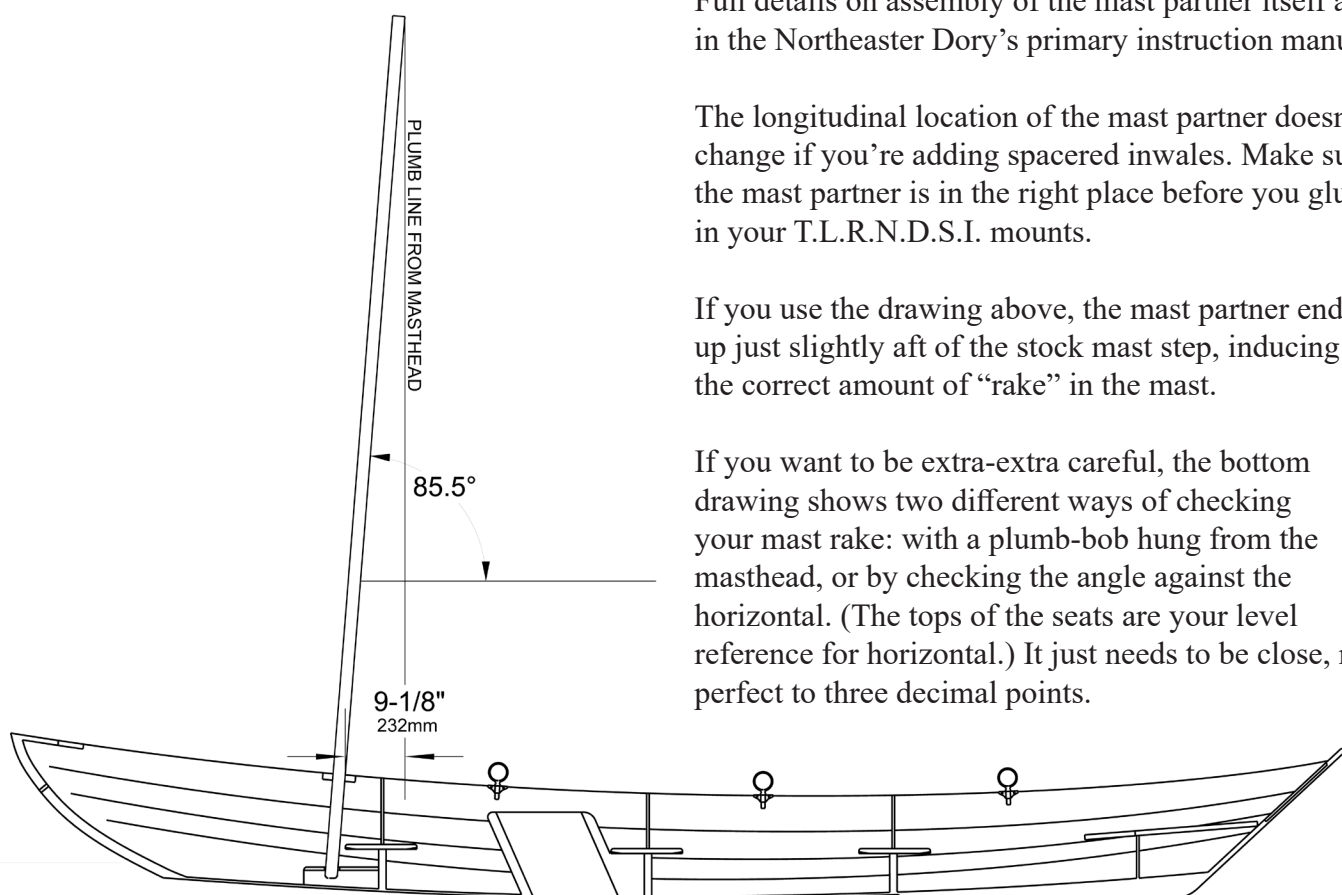 Full details on assembly of the mast partner itself a
in the Northeaster Dory's primary instruction manu
The longitudinal location of the mast partner doesn
change if you're adding spacered inwales. Make su
the mast partner is in the right place before you glu
in your T.L.R.N.D.S.I. mounts.
If you use the drawing above, the mast partner end
up just slightly aft of the stock mast step, inducing
the correct amount of “rake” in the mast.
If you want to be extra-extra careful, the bottom
drawing shows two different ways of checking
your mast rake: with a plumb-bob hung from the
masthead, or by checking the angle against the
horizontal. (The tops of the seats are your level
reference for horizontal.) It just needs to be close,
perfect to three decimal points.
PLUMB LINE FROM MASTHEAD
85.5°
9-1/8"
232mm